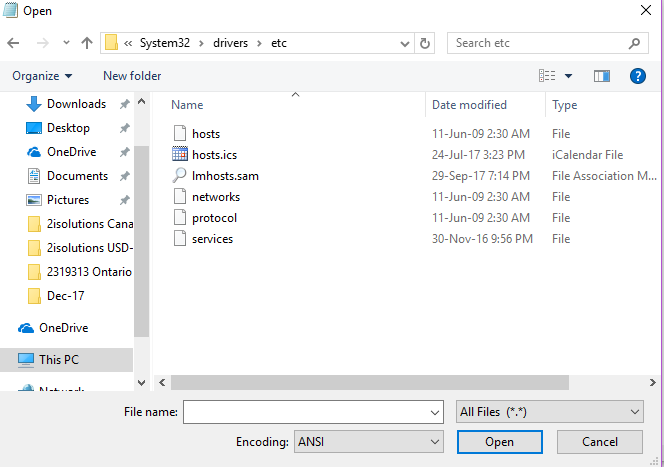 Open
« System32 › drivers › etc
Search etc
Organize
New folder
Downloads
Desktop
OneDrive
Documents
Pictures
2isolutions Cana
2isolutions USD-
2319313 Ontario
Dec-17
OneDrive
This PC
Network
Name Date modified Type
hosts 11-Jun-09 2:30 AM File
hosts.ics 24-Jul-17 3:23 PM iCalendar File
lmhosts.sam 29-Sep-17 7:14 PM File Association M...
networks 11-Jun-09 2:30 AM File
protocol 11-Jun-09 2:30 AM File
services 30-Nov-16 9:56 PM File
File name:
All Files (*.*)
Encoding: ANSI
Open
Cancel